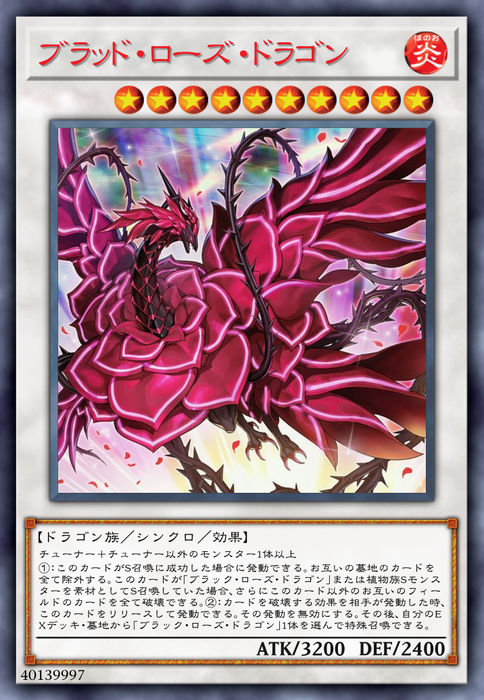 ブラッド・ローズ・ドラゴン
ほのお
炎
【ドラゴン族／シンクロ／効果】
チューナー＋チューナー以外のモンスター1体以上
①：このカードがS召喚に成功した場合に発動できる。お互いの墓地のカードを
全て除外する。このカードが「ブラック・ローズ・ドラゴン」または植物族Sモンス
ターを素材としてS召喚していた場合、さらにこのカード以外のお互いのフィー
ルドのカードを全て破壊できる。②：カードを破壊する効果を相手が発動した時、
このカードをリリースして発動できる。その発動を無効にする。その後、自分のE
Xデッキ・墓地から「ブラック・ローズ・ドラゴン」1体を選んで特殊召喚できる。
ATK/3200 DEF/2400
40139997